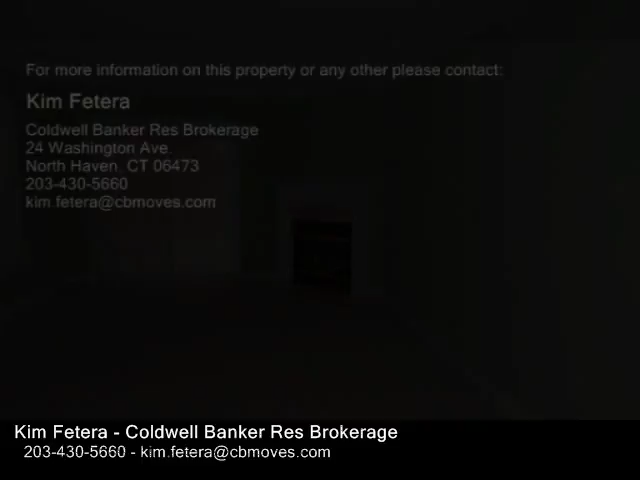 For more information on this property or any other please contact:
Kim Fetera
Coldwell Banker Res Brokerage
24 Washington Ave.
North Haven, CT 06473
203-430-5660
kim.fetera@cbmoves.com
Kim Fetera - Coldwell Banker Res Brokerage
203-430-5660 - kim.fetera@cbmoves.com